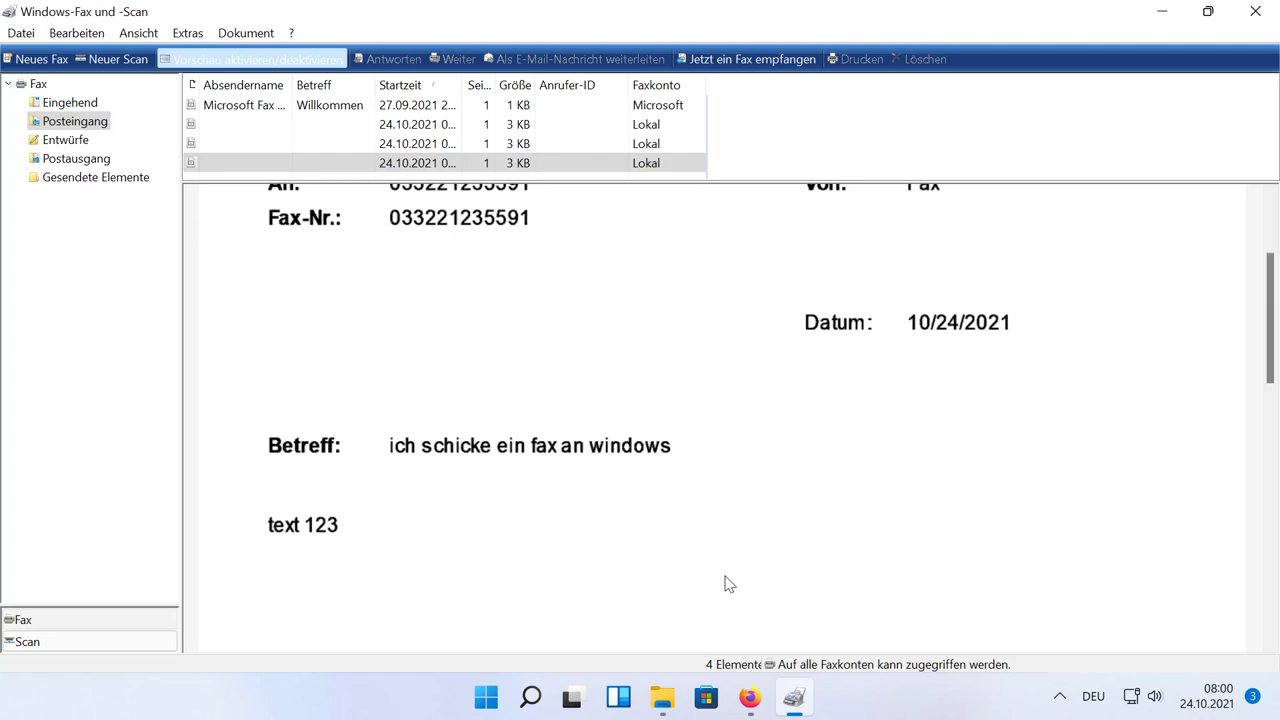 Windows-Fax und -Scan
Datei Bearbeiten Ansicht Extras Dokument ?
Neues Fax Neuer Scan Vorschau aktivieren/deaktivieren Antworten Weiter Als E-Mail-Nachricht weiterleiten Jetzt ein Fax empfangen Drucken Löschen
Fax
Eingehend
Posteingang
Entwürfe
Postausgang
Gesendete Elemente
Absendername Betreff Startzeit Sei... Größe Anrufer-ID Faxkonto
Microsoft Fax ... Willkommen 27.09.2021 2... 1 1 KB Microsoft
24.10.2021 0... 1 3 KB Lokal
24.10.2021 0... 1 3 KB Lokal
24.10.2021 0... 1 3 KB Lokal
An: 033221235591 Von: Fax
Fax-Nr.: 033221235591
Datum: 10/24/2021
Betreff: ich schicke ein fax an windows
text 123
Fax
Scan
4 Elemente Auf alle Faxkonten kann zugegriffen werden.
DEU 08:00
24.10.2021 3